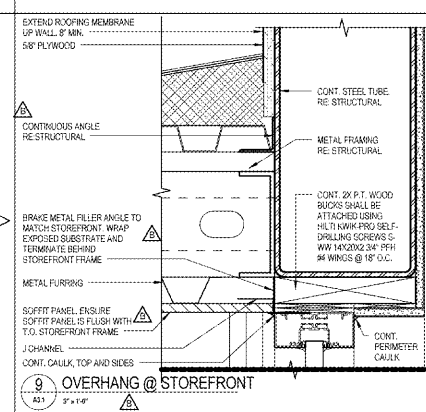 EXTEND ROOFING MEMBRANE
UP WALL 8" MIN.
5/8" PLYWOOD
B
CONTINUOUS ANGLE
RE:STRUCTURAL
BRAKE METAL FILLER ANGLE TO
MATCH STOREFRONT. WRAP
EXPOSED SUBSTRATE AND
TERMINATE BEHIND
STOREFRONT FRAME
B
METAL FURRING
SOFFIT PANEL. ENSURE
SOFFIT PANEL IS FLUSH WITH
T.O. STOREFRONT FRAME
B
J-CHANNEL
CONT. CAULK, TOP AND SIDES
CONT. STEEL TUBE
RE: STRUCTURAL
METAL FRAMING
RE: STRUCTURAL
CONT. 2X P.T. WOOD
BUCKS SHALL BE
ATTACHED USING
HILTI KWIK-PRO SELF-
DRILLING SCREWS S-
WW 14X20X2 3/4" PFH
WINGS @ 18" O.C.
CONT.
PERIMETER
CAULK
9
A3.1
OVERHANG @ STOREFRONT
3" = 1'-0"
B